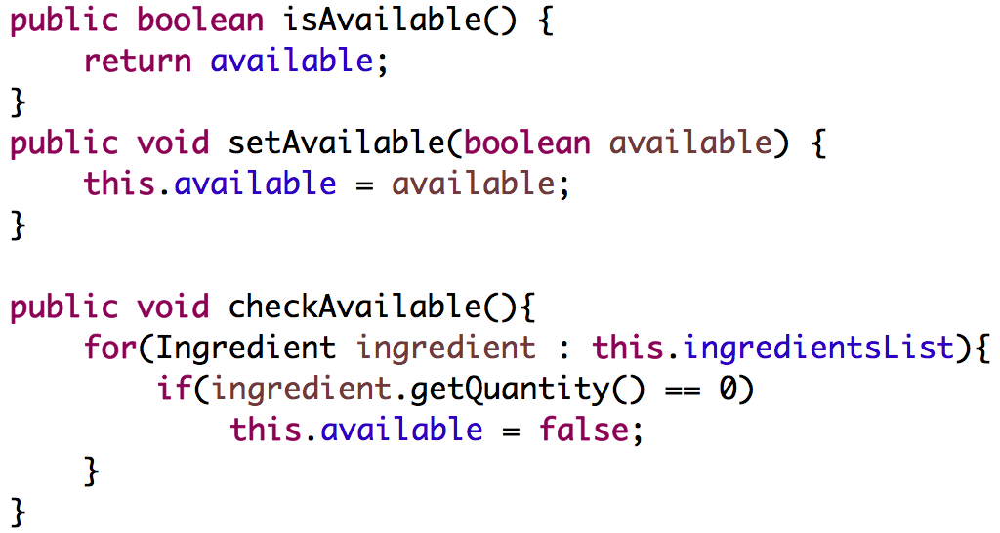 public boolean isAvailable() {
    return available;
}
public void setAvailable(boolean available) {
    this.available = available;
}

public void checkAvailable(){
    for(Ingredient ingredient : this.ingredientsList){
        if(ingredient.getQuantity() == 0)
            this.available = false;
    }
}